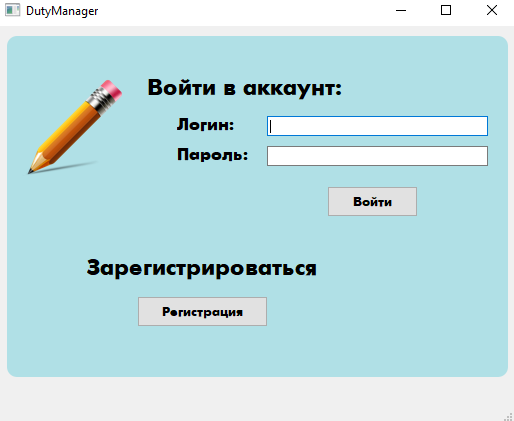 DutyManager
Войти в аккаунт:
Логин:
Пароль:
Войти
Зарегистрироваться
Регистрация